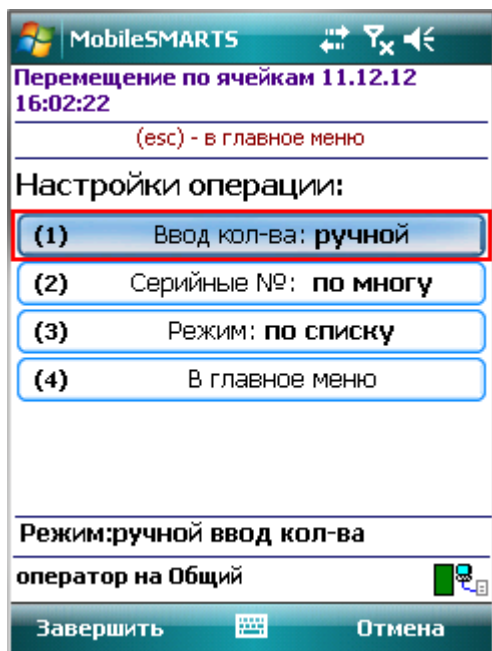 MobileSMARTS
Перемещение по ячейкам 11.12.12
16:02:22
(esc) - в главное меню
Настройки операции:
(1) Ввод кол-ва: ручной
(2) Серийные №: по многу
(3) Режим: по списку
(4) В главное меню
Режим:ручной ввод кол-ва
оператор на Общий
Завершить Отмена